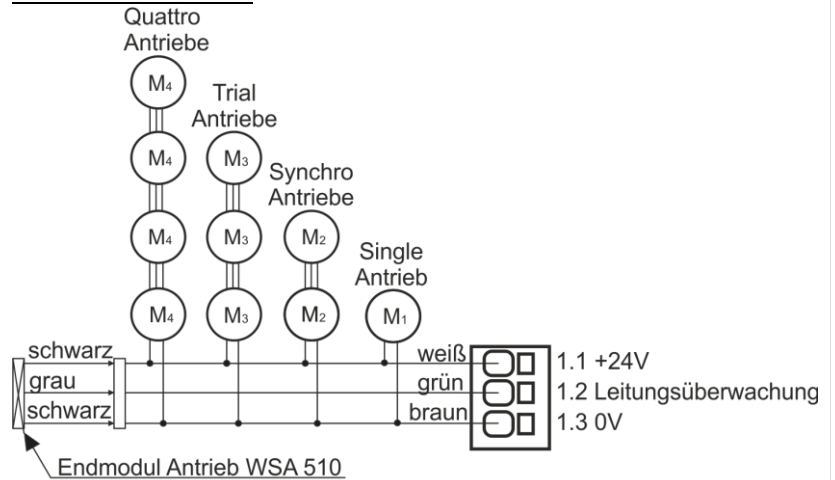 Quattro
Antriebe
M4
Trial
Antriebe
M4
M3
Synchro
Antriebe
M4
M3
M2
Single
Antrieb
M4
M3
M2
M1
schwarz
weiß
1.1 +24V
grau
grün
1.2 Leitungsüberwachung
schwarz
braun
1.3 0V
Endmodul Antrieb WSA 510